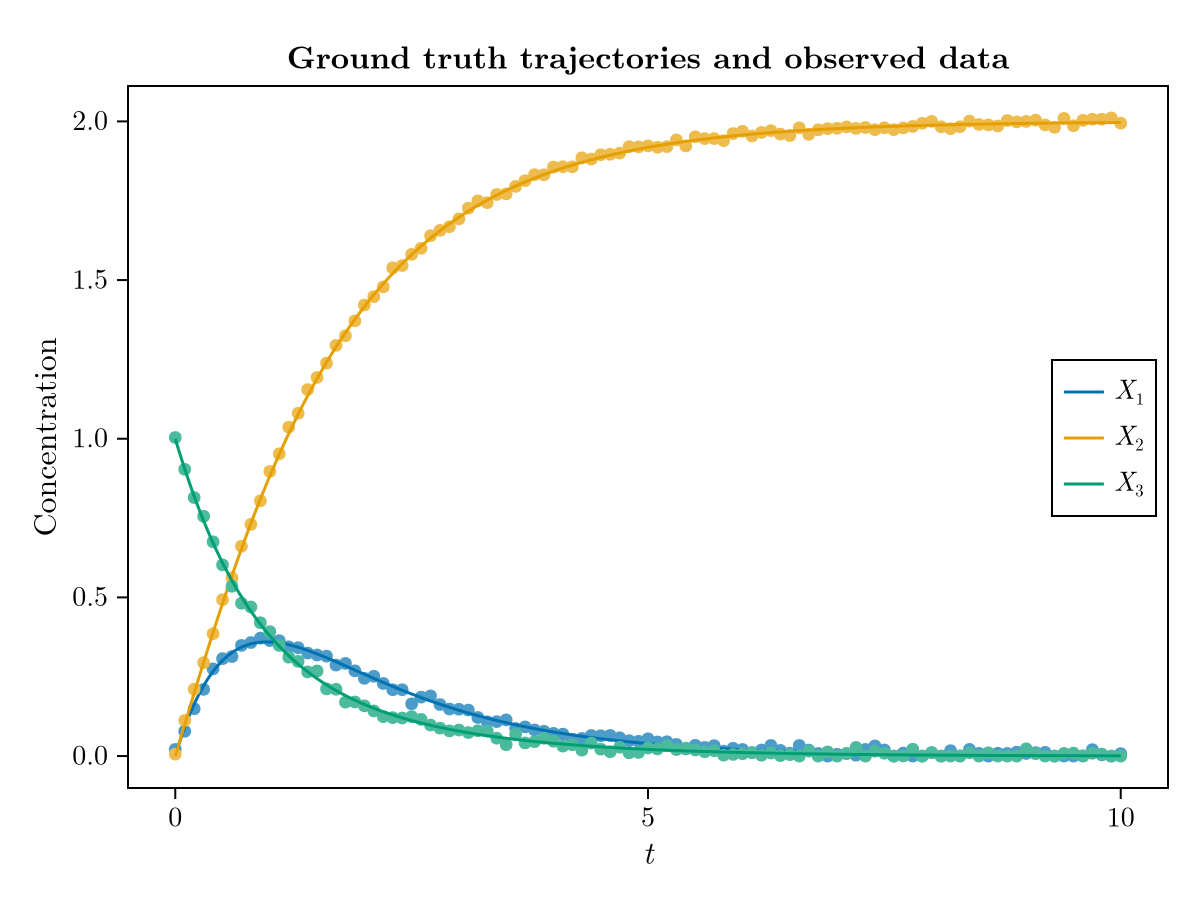 Ground truth trajectories and observed data
2.0
1.5
1.0
0.5
0.0
Concentration
X₁
X₂
X₃
0 5 10
t